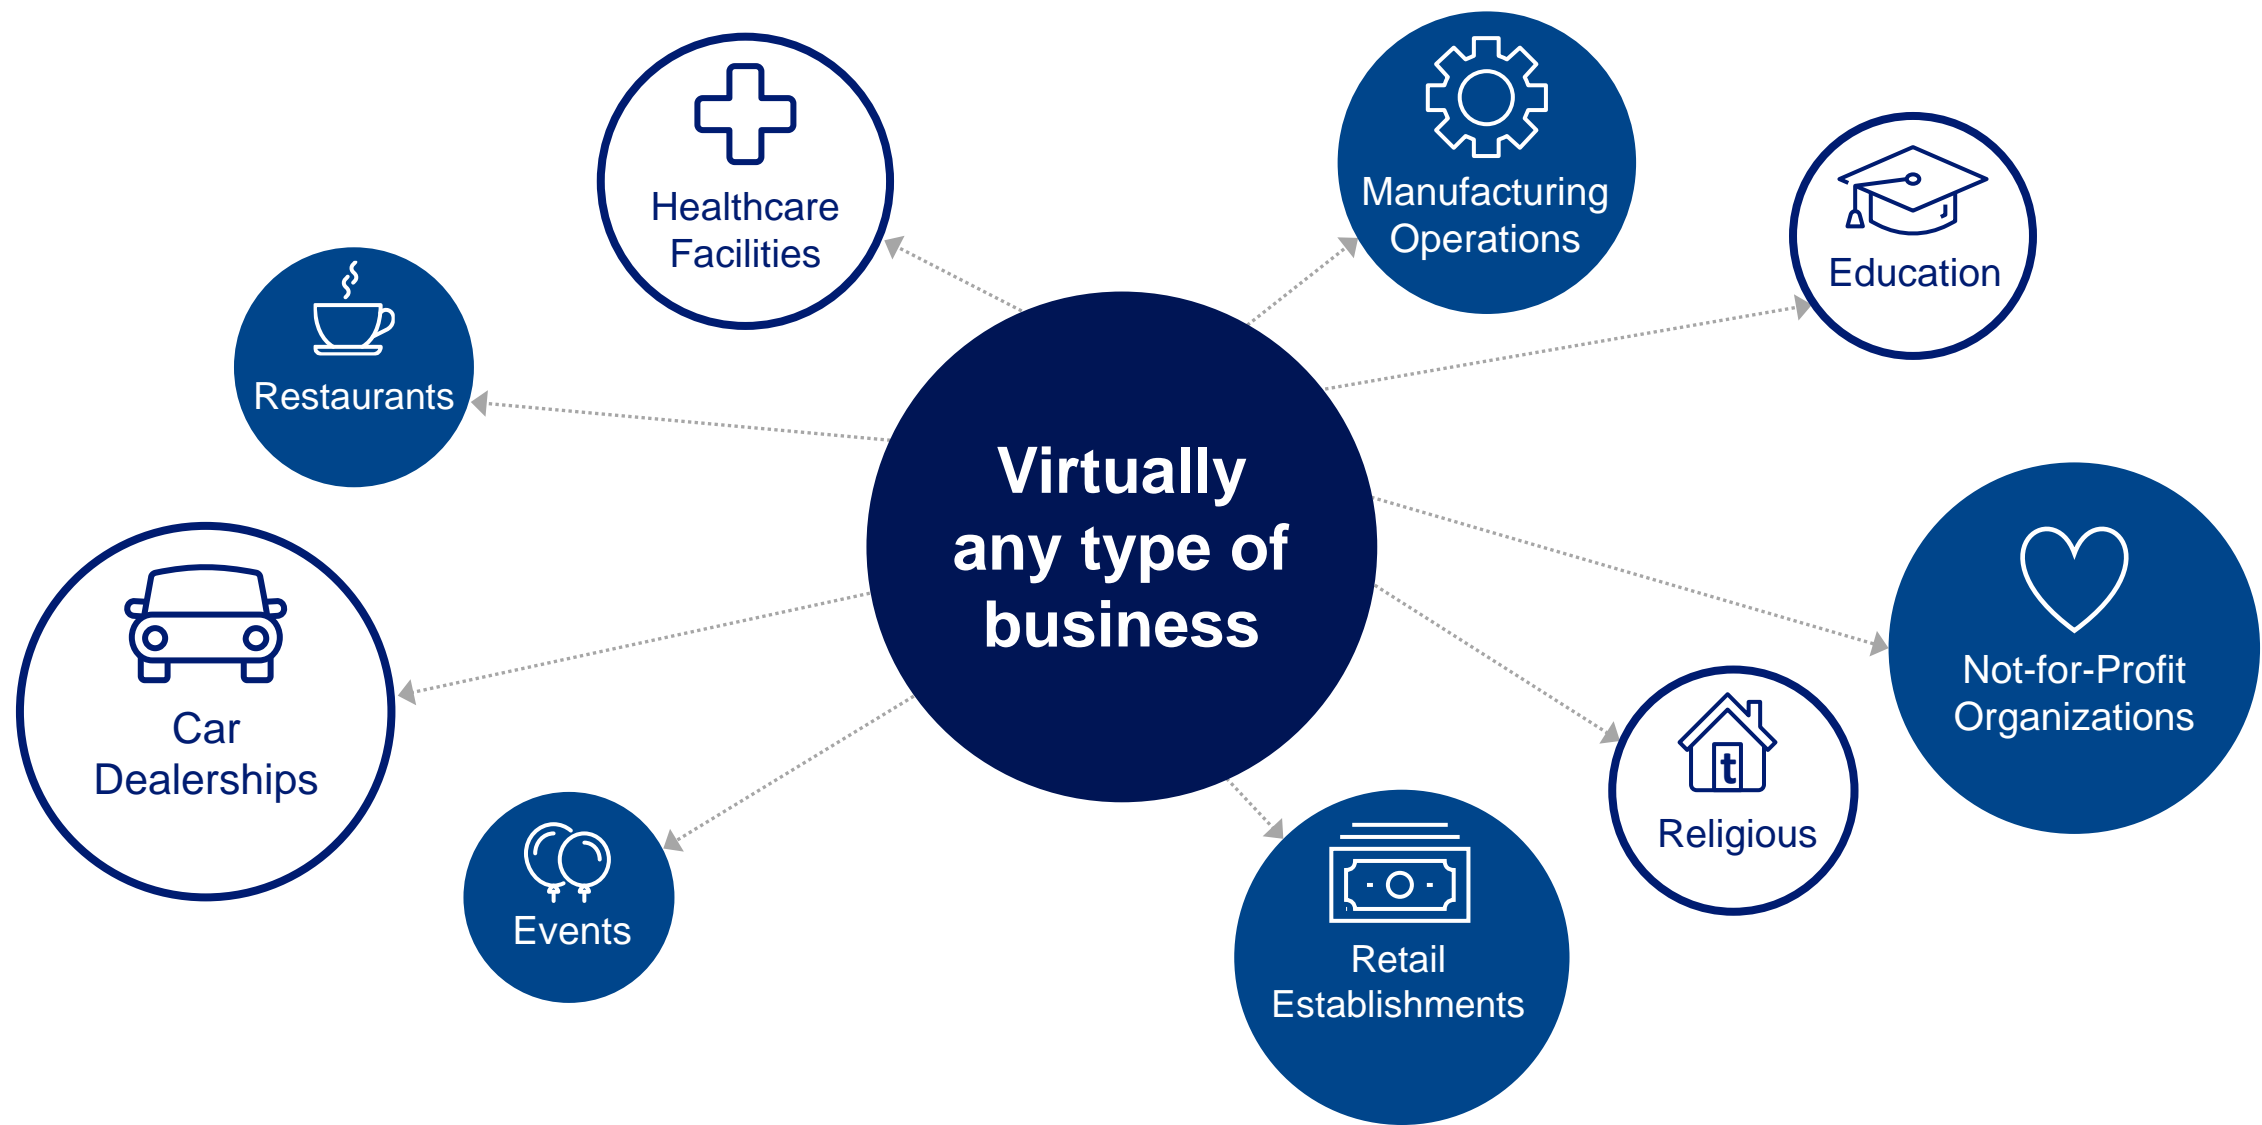 Healthcare
Facilities
Manufacturing
Operations
Education
Restaurants
Virtually
any type of
business
Not-for-Profit
Organizations
Car
Dealerships
t
Religious
Events
Retail
Establishments